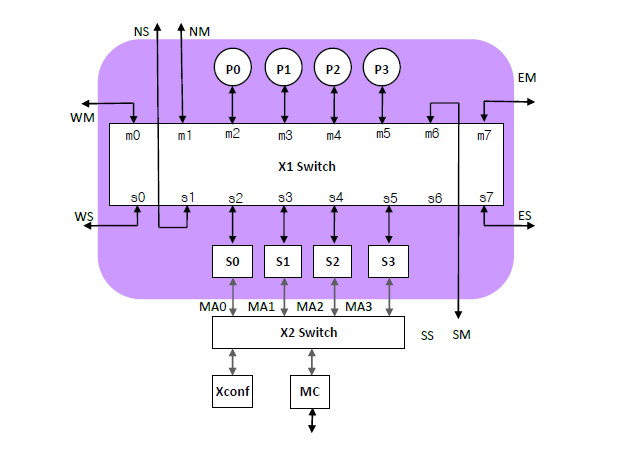 NS NM
P0 P1 P2 P3
EM
WM
m0 m1 m2 m3 m4 m5 m6 m7
X1 Switch
s0 s1 s2 s3 s4 s5 s6 s7
WS
ES
S0 S1 S2 S3
MA0 MA1 MA2 MA3
X2 Switch
SS SM
Xconf MC